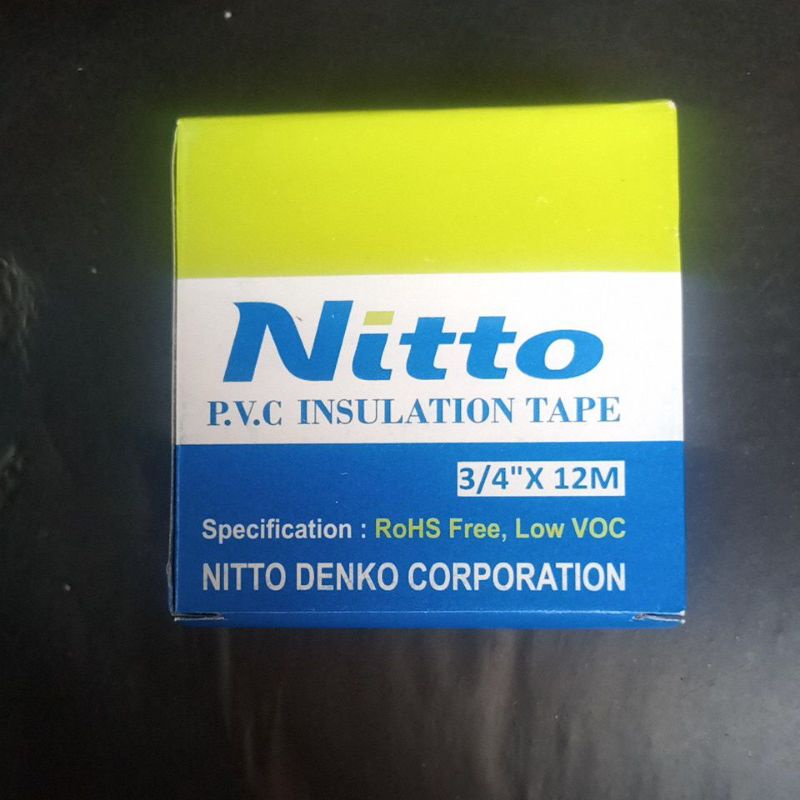 Nitto
P.V.C INSULATION TAPE
3/4"X 12M
Specification : RoHS Free, Low VOC
NITTO DENKO CORPORATION